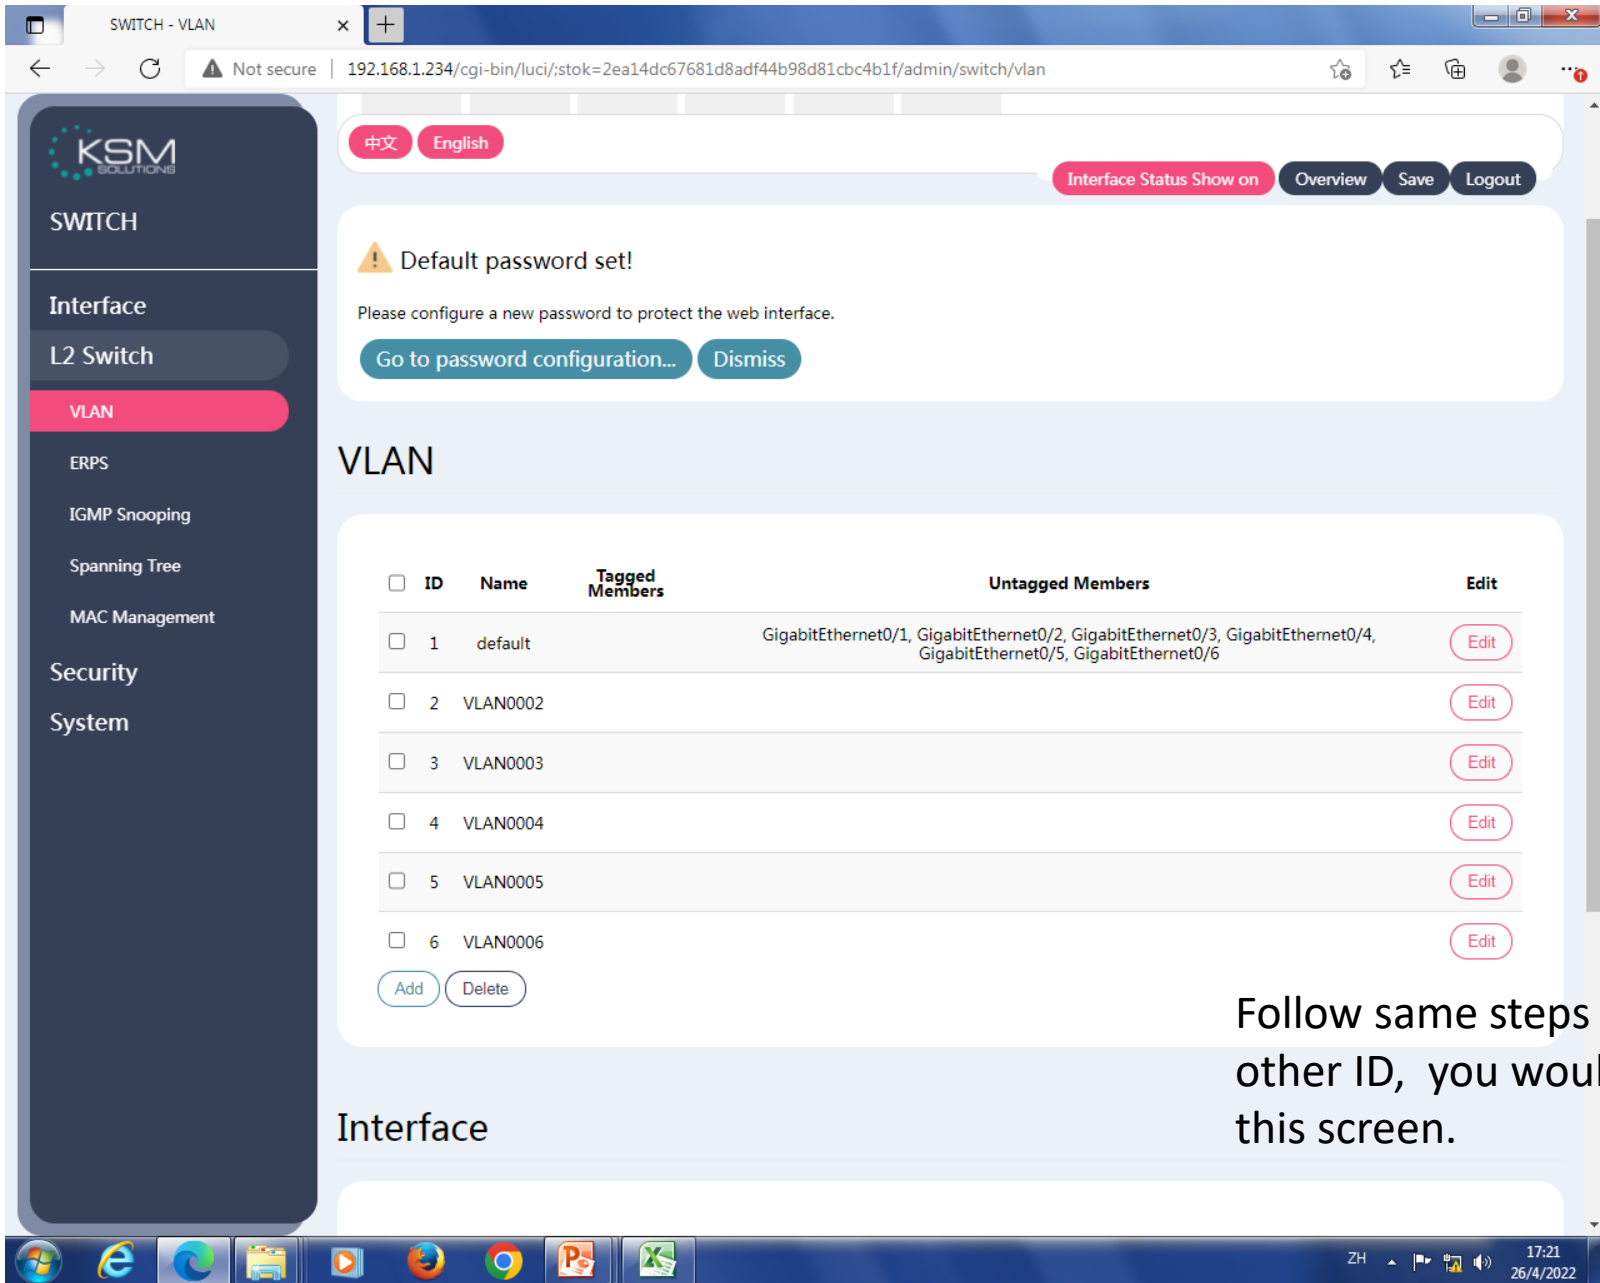 SWITCH - VLAN
Not secure | 192.168.1.234/cgi-bin/luci/;stok=2ea14dc67681d8adf44b98d81cbc4b1f/admin/switch/vlan
KSM
SOLUTIONS
中文 English
Interface Status Show on Overview Save Logout
SWITCH
Interface
L2 Switch
VLAN
ERPS
IGMP Snooping
Spanning Tree
MAC Management
Security
System
Default password set!
Please configure a new password to protect the web interface.
Go to password configuration... Dismiss
VLAN
ID Name Tagged Members Untagged Members Edit
1 default GigabitEthernet0/1, GigabitEthernet0/2, GigabitEthernet0/3, GigabitEthernet0/4,
GigabitEthernet0/5, GigabitEthernet0/6 Edit
2 VLAN0002 Edit
3 VLAN0003 Edit
4 VLAN0004 Edit
5 VLAN0005 Edit
6 VLAN0006 Edit
Add Delete
Follow same steps
other ID, you
this screen.
Interface
ZH 17:21
26/4/2022